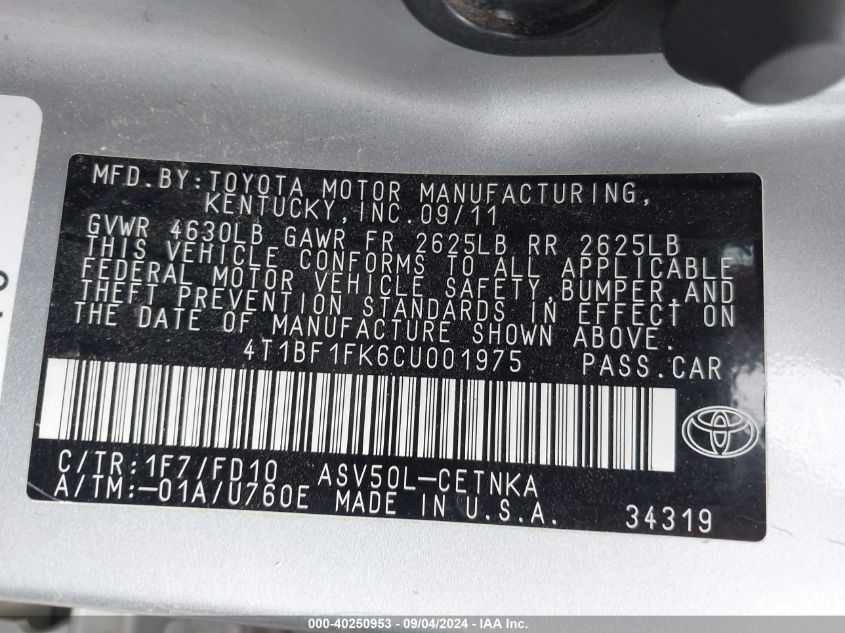 MFD.BY:TOYOTA MOTOR MANUFACTURING,
KENTUCKY, INC. 09/11
GVWR 4630LB GAWR FR 2625LB RR 2625LB
THIS VEHICLE CONFORMS TO ALL APPLICABLE
FEDERAL MOTOR VEHICLE SAFETY, BUMPER, AND
THEFT PREVENTION STANDARDS IN EFFECT ON
THE DATE OF MANUFACTURE SHOWN ABOVE.
4T1BF1FK6CU001975 PASS.CAR
C/TR:1F7/FD10 ASV50L-CETNKA
A/TM:-01A/U760E MADE IN U.S.A. 34319
000-40250953 - 09/04/2024 - IAA Inc.